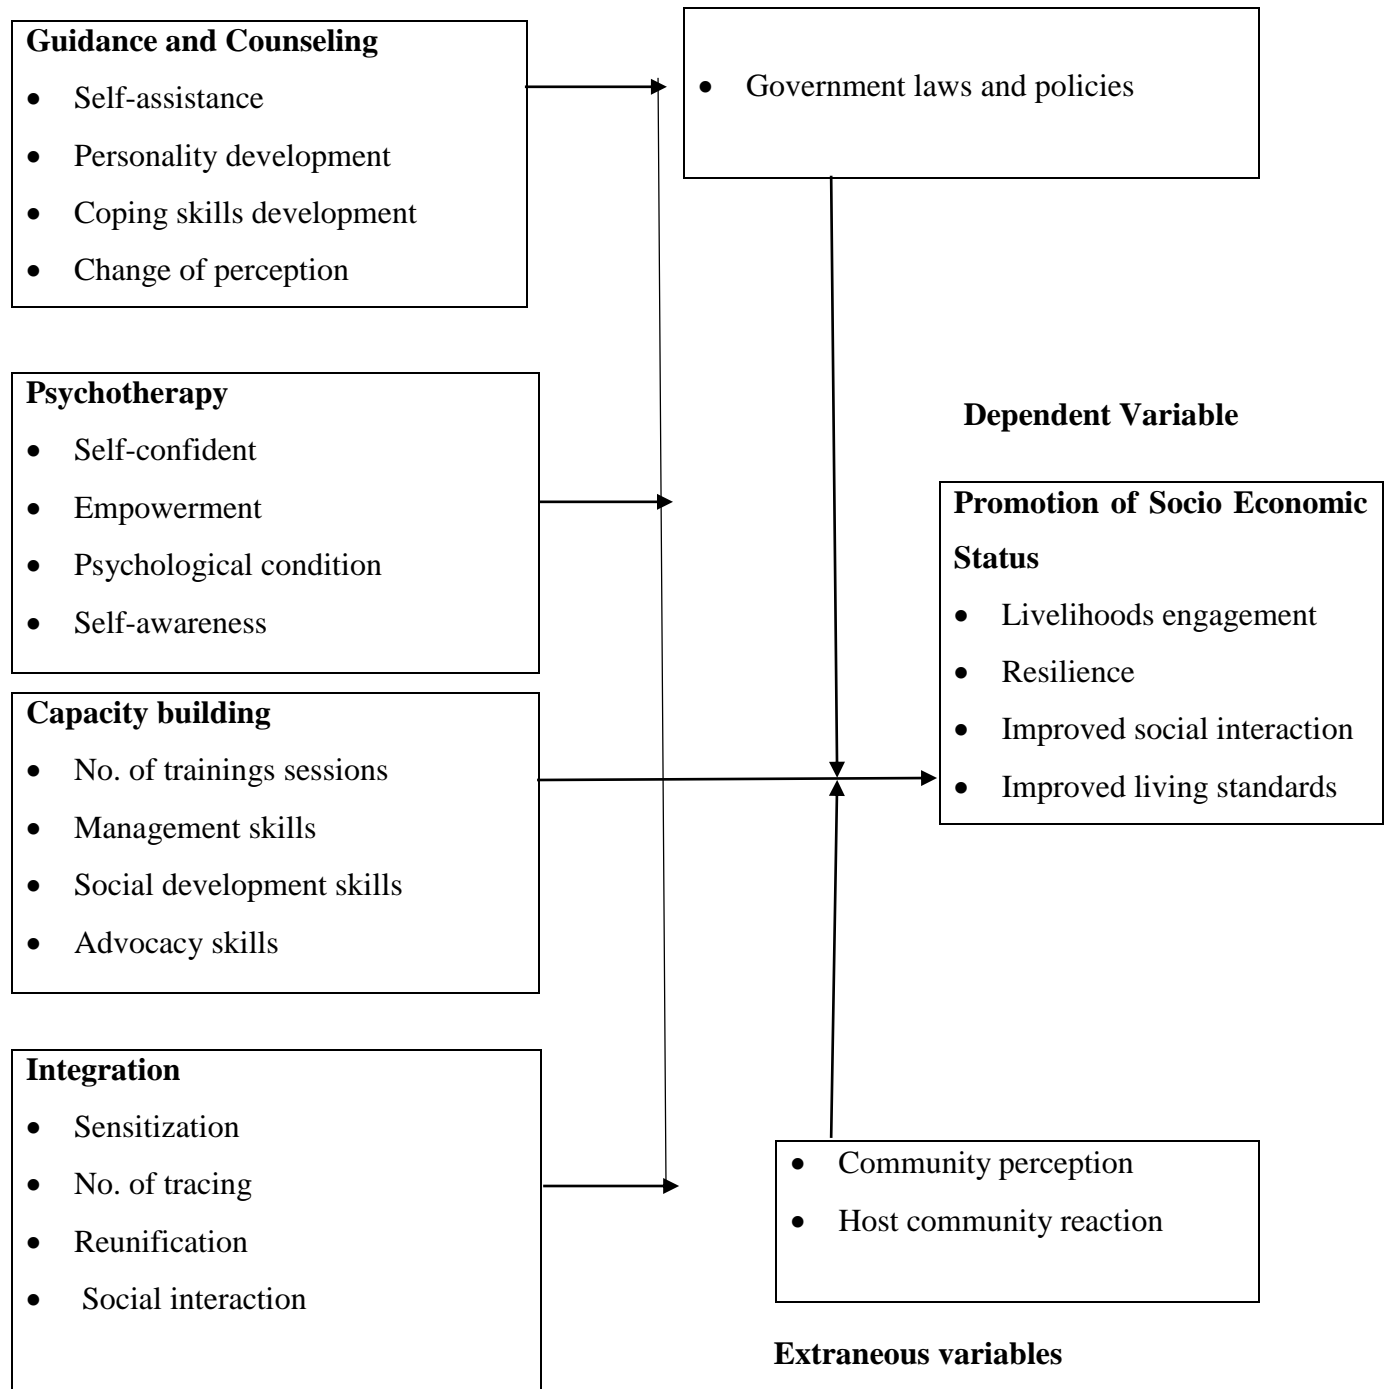 Guidance and Counseling
• Self-assistance
• Personality development
• Coping skills development
• Change of perception
• Government laws and policies
Psychotherapy
• Self-confident
• Empowerment
• Psychological condition
• Self-awareness
Capacity building
• No. of trainings sessions
• Management skills
• Social development skills
• Advocacy skills
Integration
• Sensitization
• No. of tracing
• Reunification
• Social interaction
Dependent Variable
Promotion of Socio Economic
Status
• Livelihoods engagement
• Resilience
• Improved social interaction
• Improved living standards
• Community perception
• Host community reaction
Extraneous variables